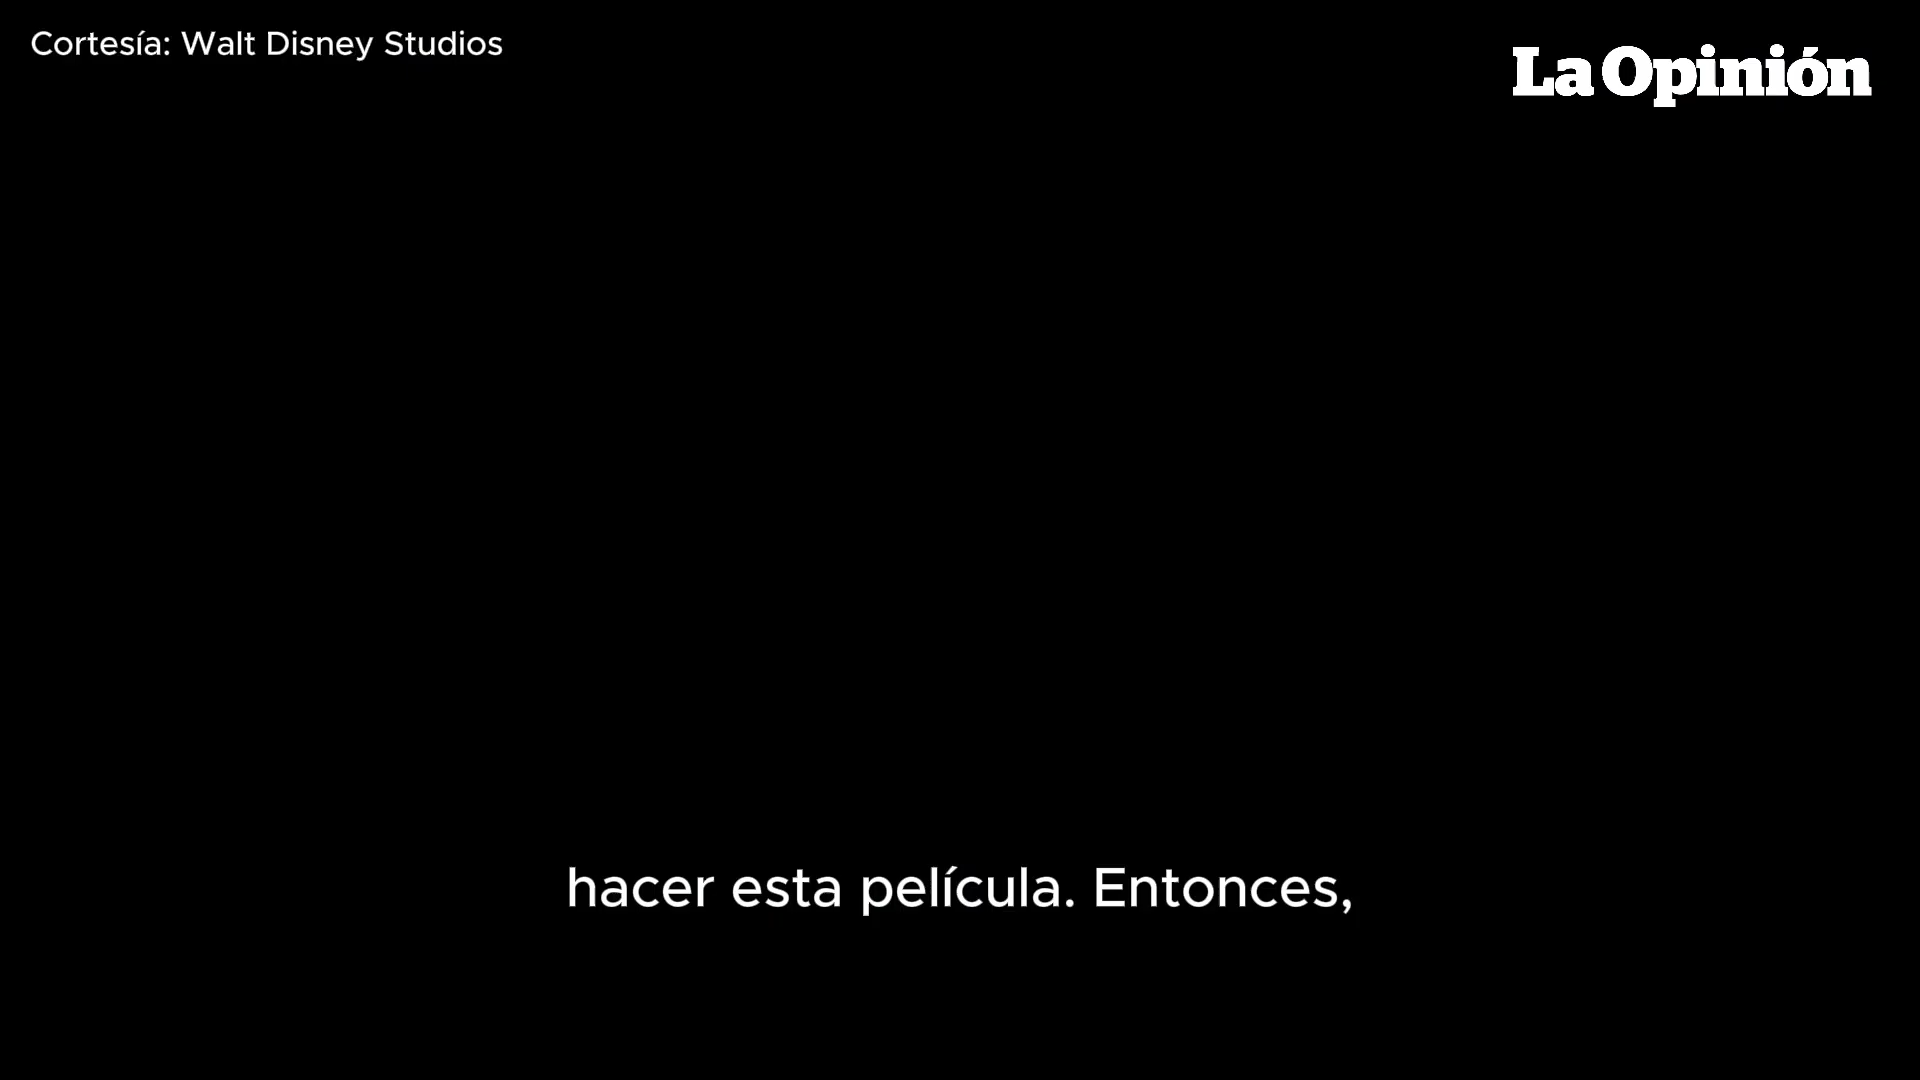 Cortesía: Walt Disney Studios
La Opinión
hacer esta película. Entonces,